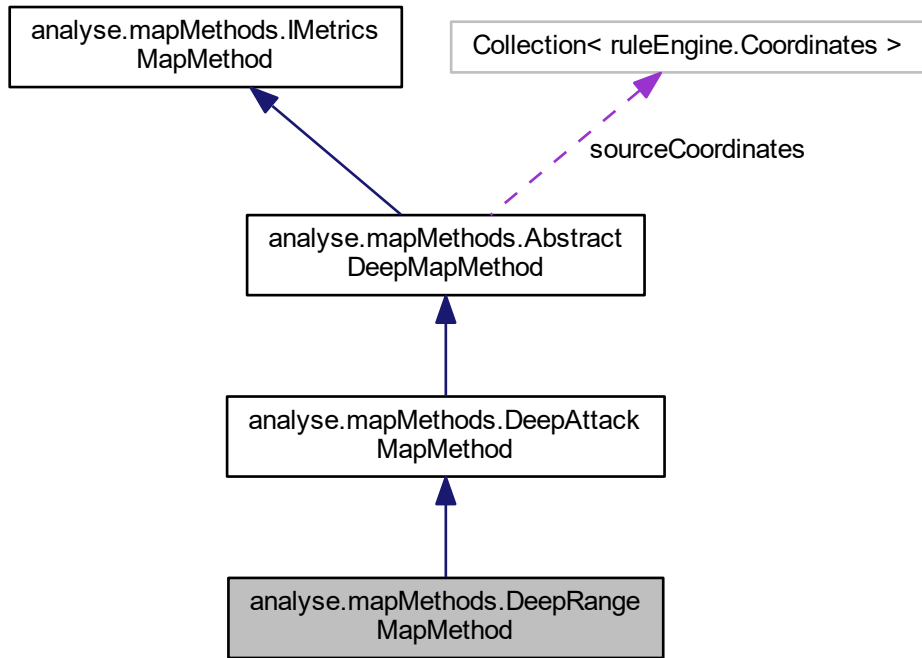 analyse.mapMethods.IMetrics
MapMethod
Collection< ruleEngine.Coordinates >
sourceCoordinates
analyse.mapMethods.Abstract
DeepMapMethod
analyse.mapMethods.DeepAttack
MapMethod
analyse.mapMethods.DeepRange
MapMethod